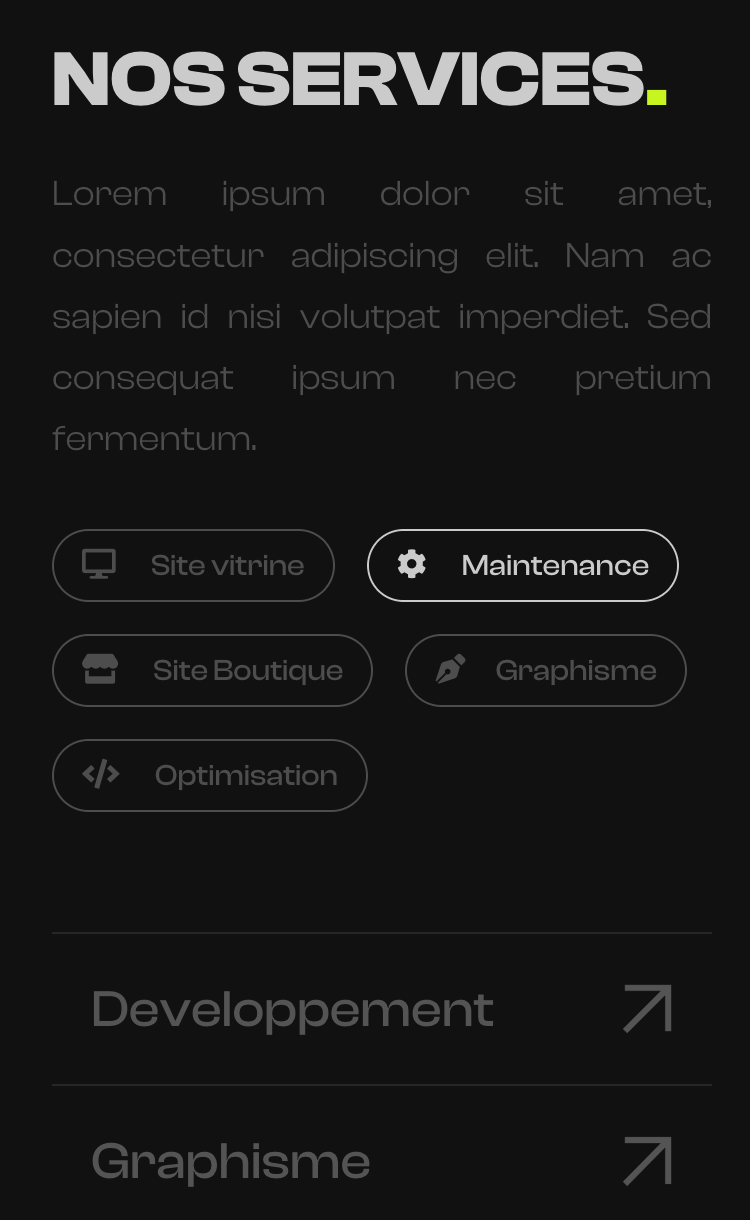 NOS SERVICES.
Lorem ipsum dolor sit amet,
consectetur adipiscing elit. Nam ac
sapien id nisi volutpat imperdiet. Sed
consequat ipsum nec pretium
fermentum.
Site vitrine
Maintenance
Site Boutique
Graphisme
Optimisation
Developpement
Graphisme